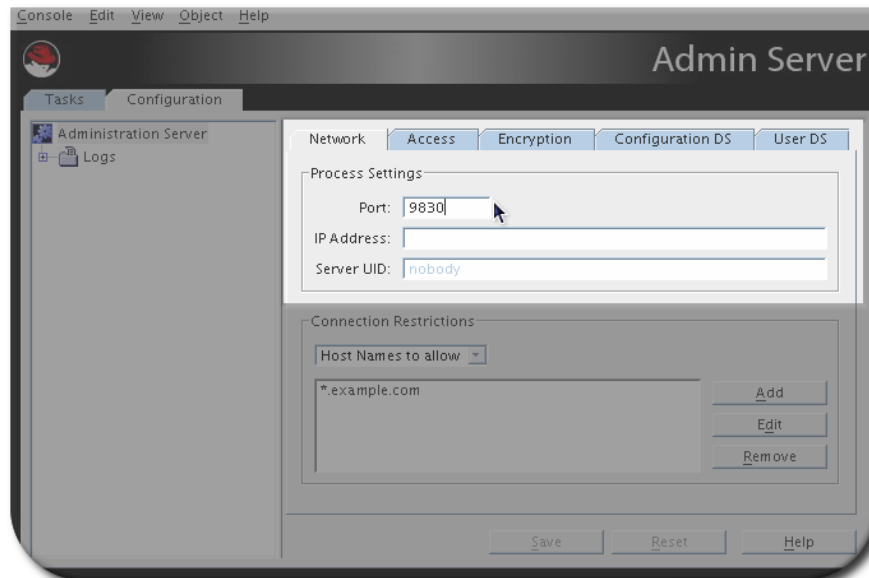 Console Edit View Object Help
Admin Server
Tasks Configuration
Administration Server
Logs
Network Access Encryption Configuration DS User DS
Process Settings
Port: 9830
IP Address:
Server UID: nobody
Connection Restrictions
Host Names to allow
*.example.com
Add
Edit
Remove
Save Reset Help